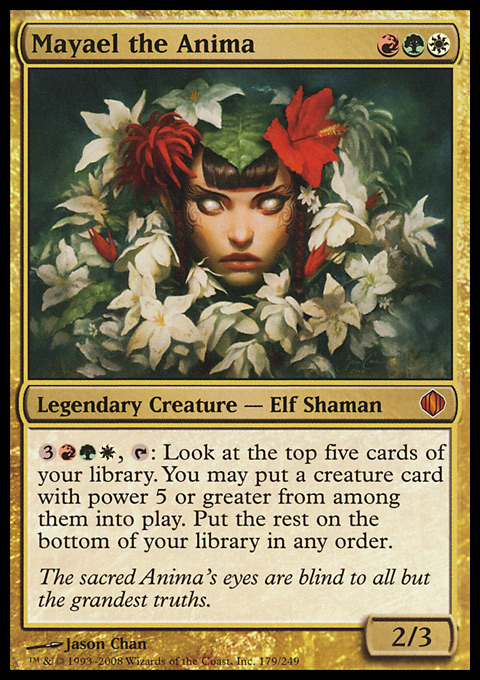 Mayael the Anima
Legendary Creature — Elf Shaman
3, : Look at the top five cards of
your library. You may put a creature card
with power 5 or greater from among
them into play. Put the rest on the
bottom of your library in any order.
The sacred Anima's eyes are blind to all but
the grandest truths.
Jason Chan
2/3
™ & © 1993–2008 Wizards of the Coast, Inc. 179/249